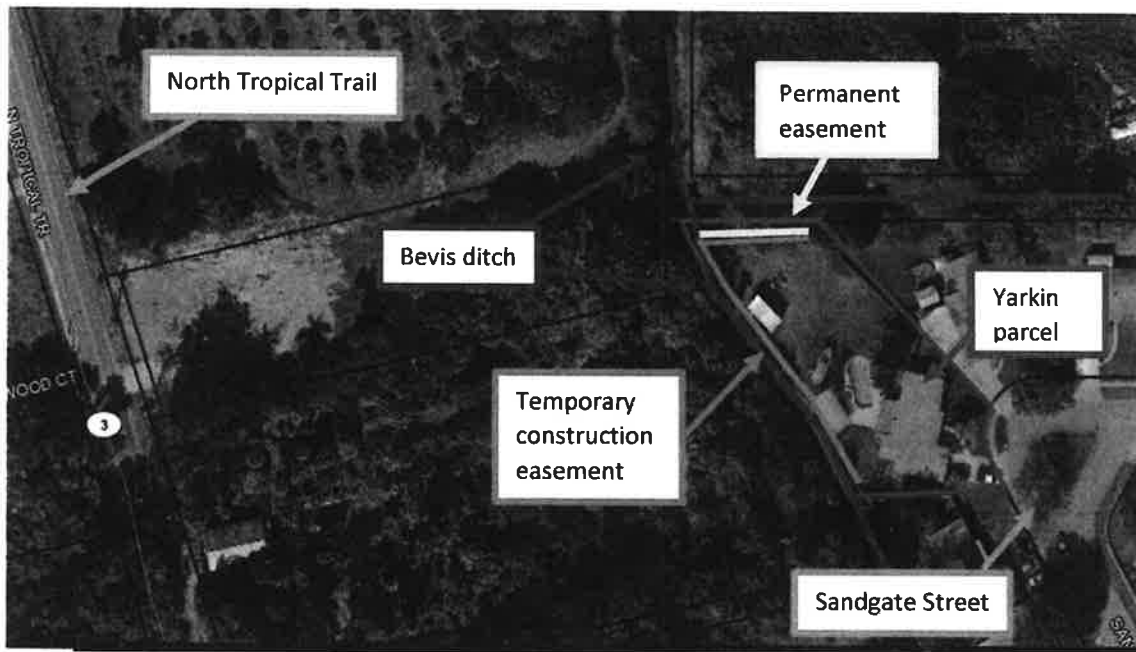 North Tropical Trail
Permanent
easement
N TROPICAL TR
Bevis ditch
Yarkin
parcel
WOOD CT
3
Temporary
construction
easement
Sandgate Street
SAN